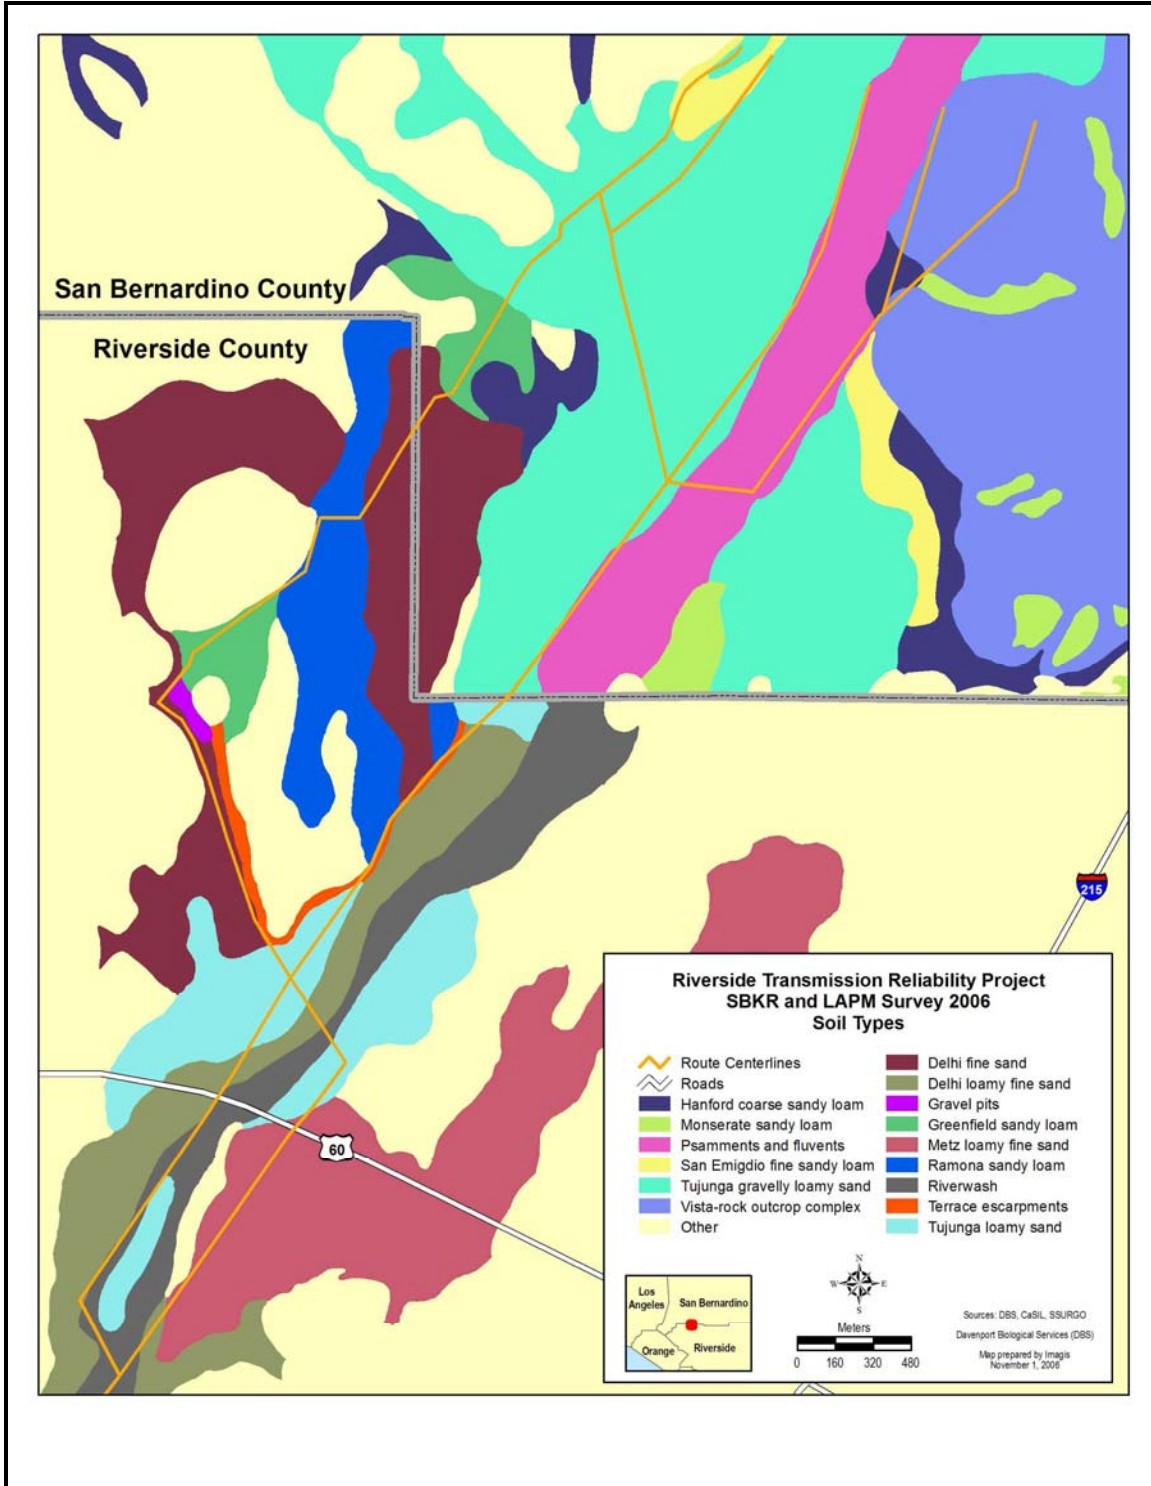 San Bernardino County
Riverside County
215
60
Riverside Transmission Reliability Project
SBKR and LAPM Survey 2006
Soil Types
Route Centerlines
Roads
Hanford coarse sandy loam
Monserate sandy loam
Psamments and fluvents
San Emigdio fine sandy loam
Tujunga gravelly loamy sand
Vista-rock outcrop complex
Other
Delhi fine sand
Delhi loamy fine sand
Gravel pits
Greenfield sandy loam
Metz loamy fine sand
Ramona sandy loam
Riverwash
Terrace escarpments
Tujunga loamy sand
Los
Angeles
San Bernardino
Orange
Riverside
N
W
E
S
Meters
0 160 320 480
Sources: DBS, CaSIL, SSURGO
Davenport Biological Services (DBS)
Map prepared by Imagis
November 1, 2006